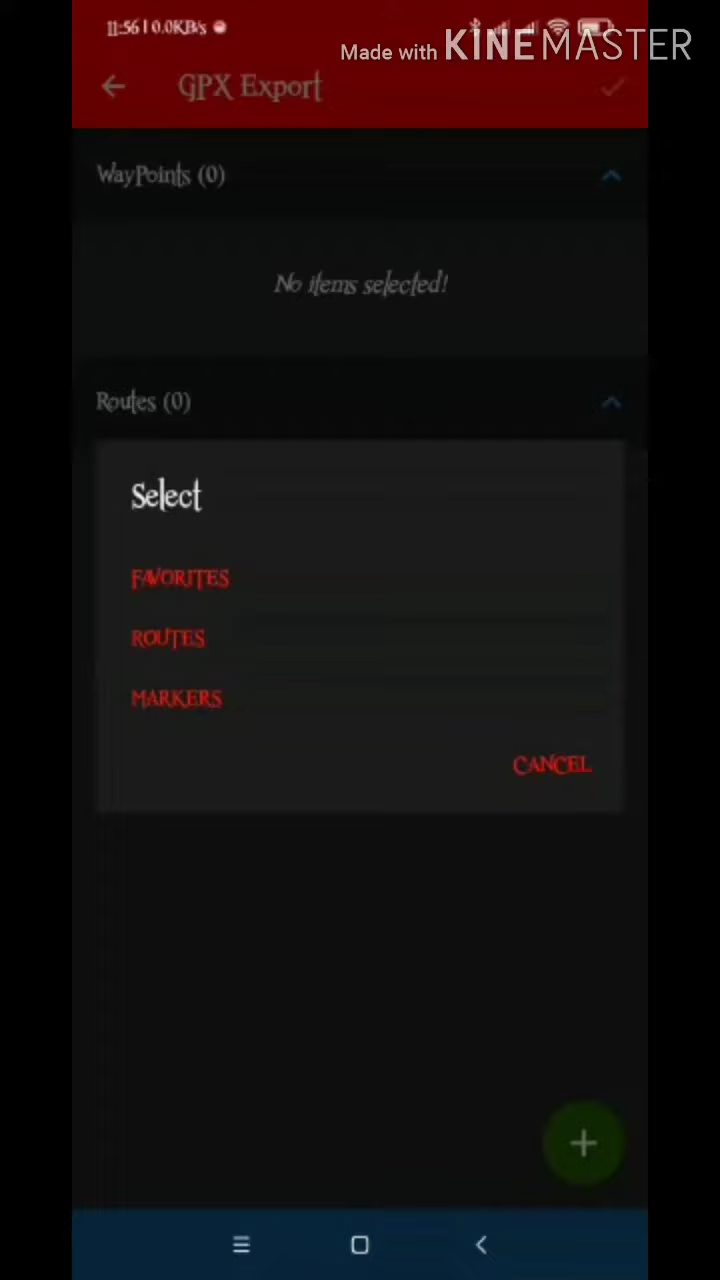 11:56 | 0.0KB/s
Made with KINEMASTER
GPX Export
WayPoints (0)
No items selected!
Routes (0)
Select
FAVORITES
ROUTES
MARKERS
CANCEL